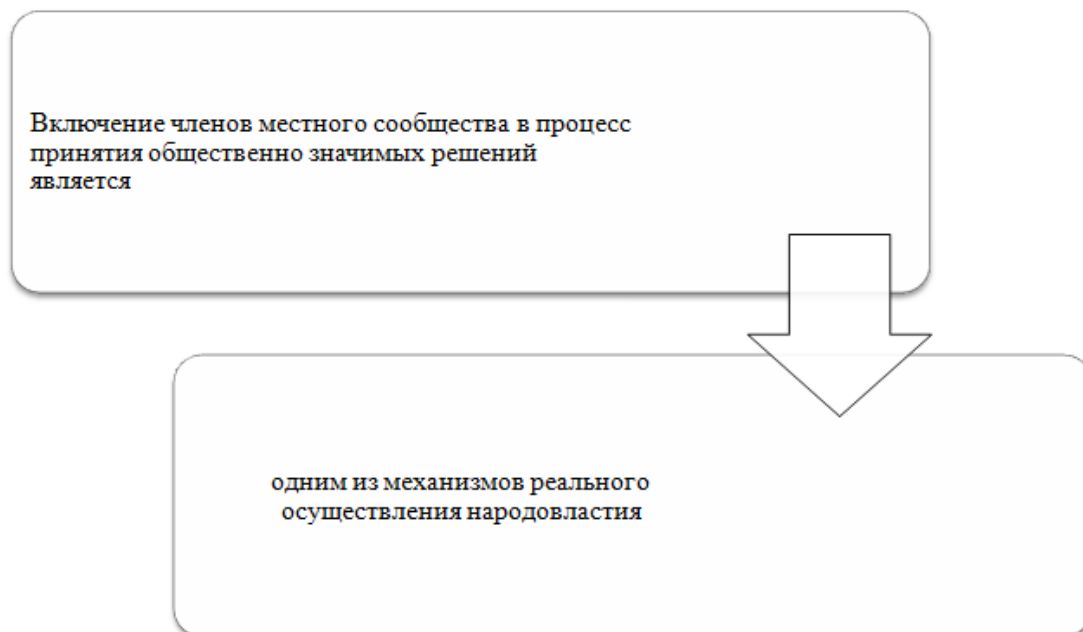 Включение членов местного сообщества в процесс
принятия общественно значимых решений
является
одним из механизмов реального
осуществления народовластия